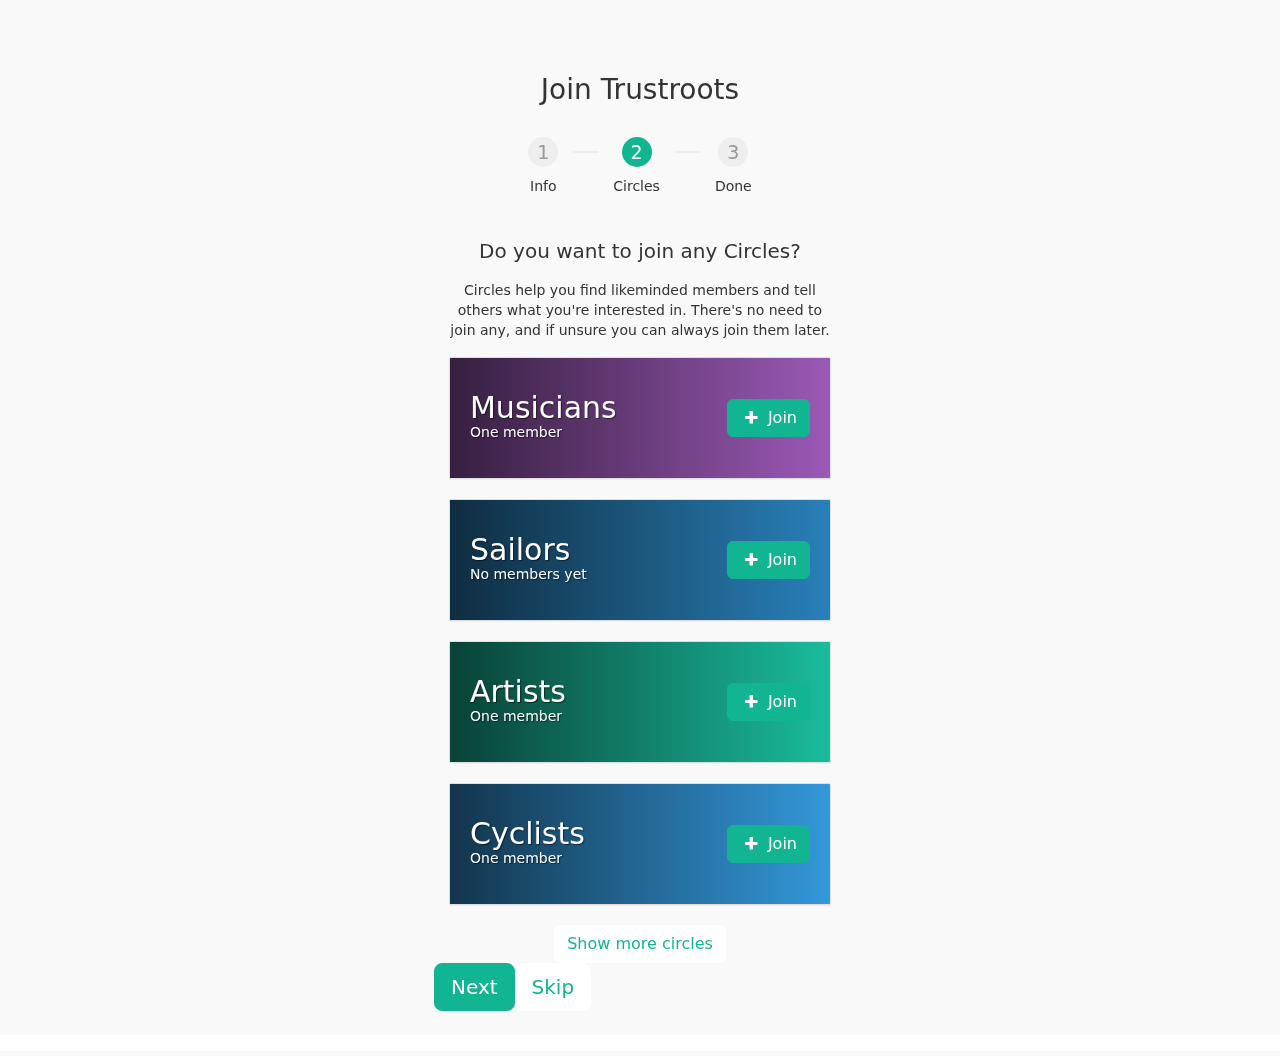 Join Trustroots
1
2
3
Info
Circles
Done
Do you want to join any Circles?
Circles help you find likeminded members and tell
others what you're interested in. There's no need to
join any, and if unsure you can always join them later.
Musicians
One member
Join
Sailors
No members yet
Join
Artists
One member
Join
Cyclists
One member
Join
Show more circles
Next
Skip